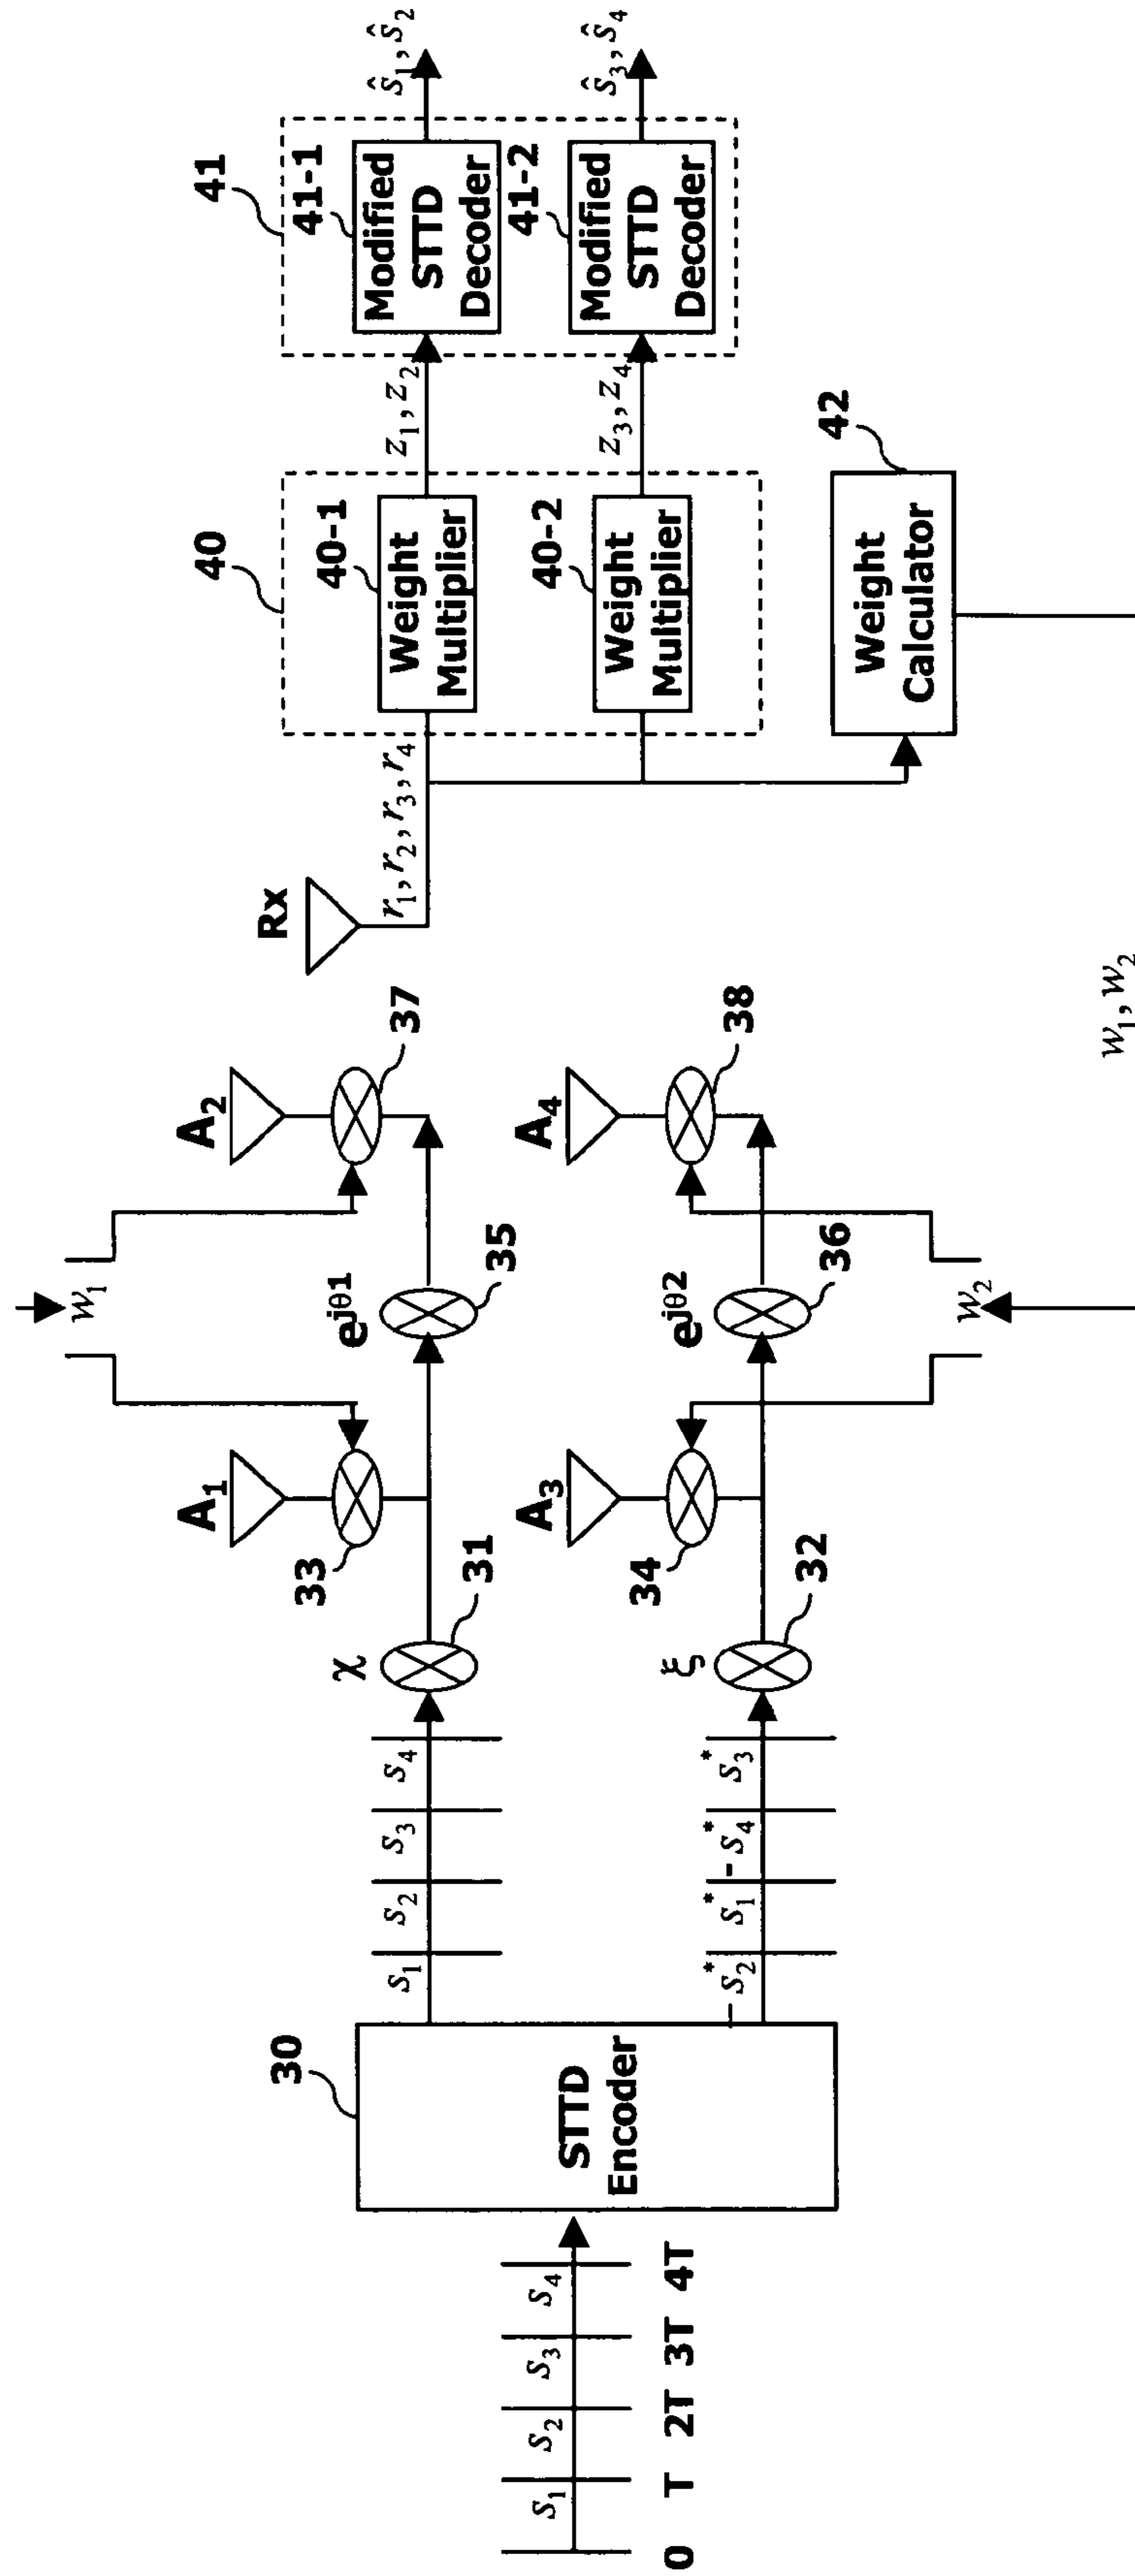 0 T 2T 3T 4T
s₁ s₂ s₃ s₄
30
STTD
Encoder
s₁ s₂ s₃ s₄
-s₂* s₁* -s₄* s₃*
χ
31
ξ
32
33
A₁
34
A₃
w₁
e^jθ1
35
e^jθ2
36
w₂
A₂
37
A₄
38
w₁, w₂
Rx
r₁, r₂, r₃, r₄
40
40-1
Weight
Multiplier
40-2
Weight
Multiplier
42
Weight
Calculator
z₁, z₂
z₃, z₄
41
41-1
Modified
STTD
Decoder
41-2
Modified
STTD
Decoder
ŝ₁, ŝ₂
ŝ₃, ŝ₄